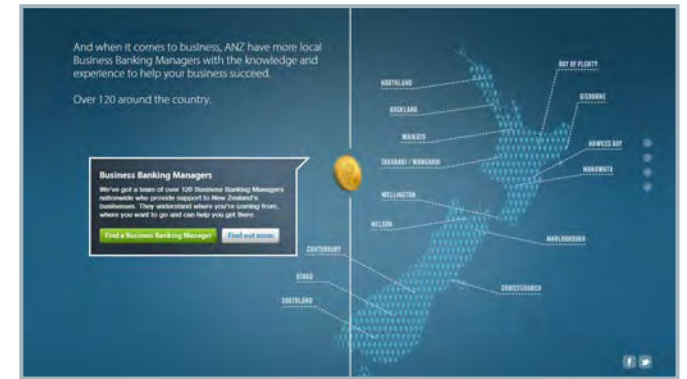 And when it comes to business, ANZ have more local
Business Banking Managers with the knowledge and
experience to help your business succeed.
Over 120 around the country.
Business Banking Managers
We've got a team of over 120 Business Banking Managers
nationwide who provide support to New Zealand's
businesses. They understand where you're coming from,
where you want to go and can help you get there.
Find a Business Banking Manager
Find out more
NORTHLAND
AUCKLAND
WAIKATO
TARANAKI / WANGANUI
WELLINGTON
NELSON
CANTERBURY
OTAGO
SOUTHLAND
BAY OF PLENTY
GISBORNE
HAWKES BAY
MANAWATU
MARLBOROUGH
CHRISTCHURCH